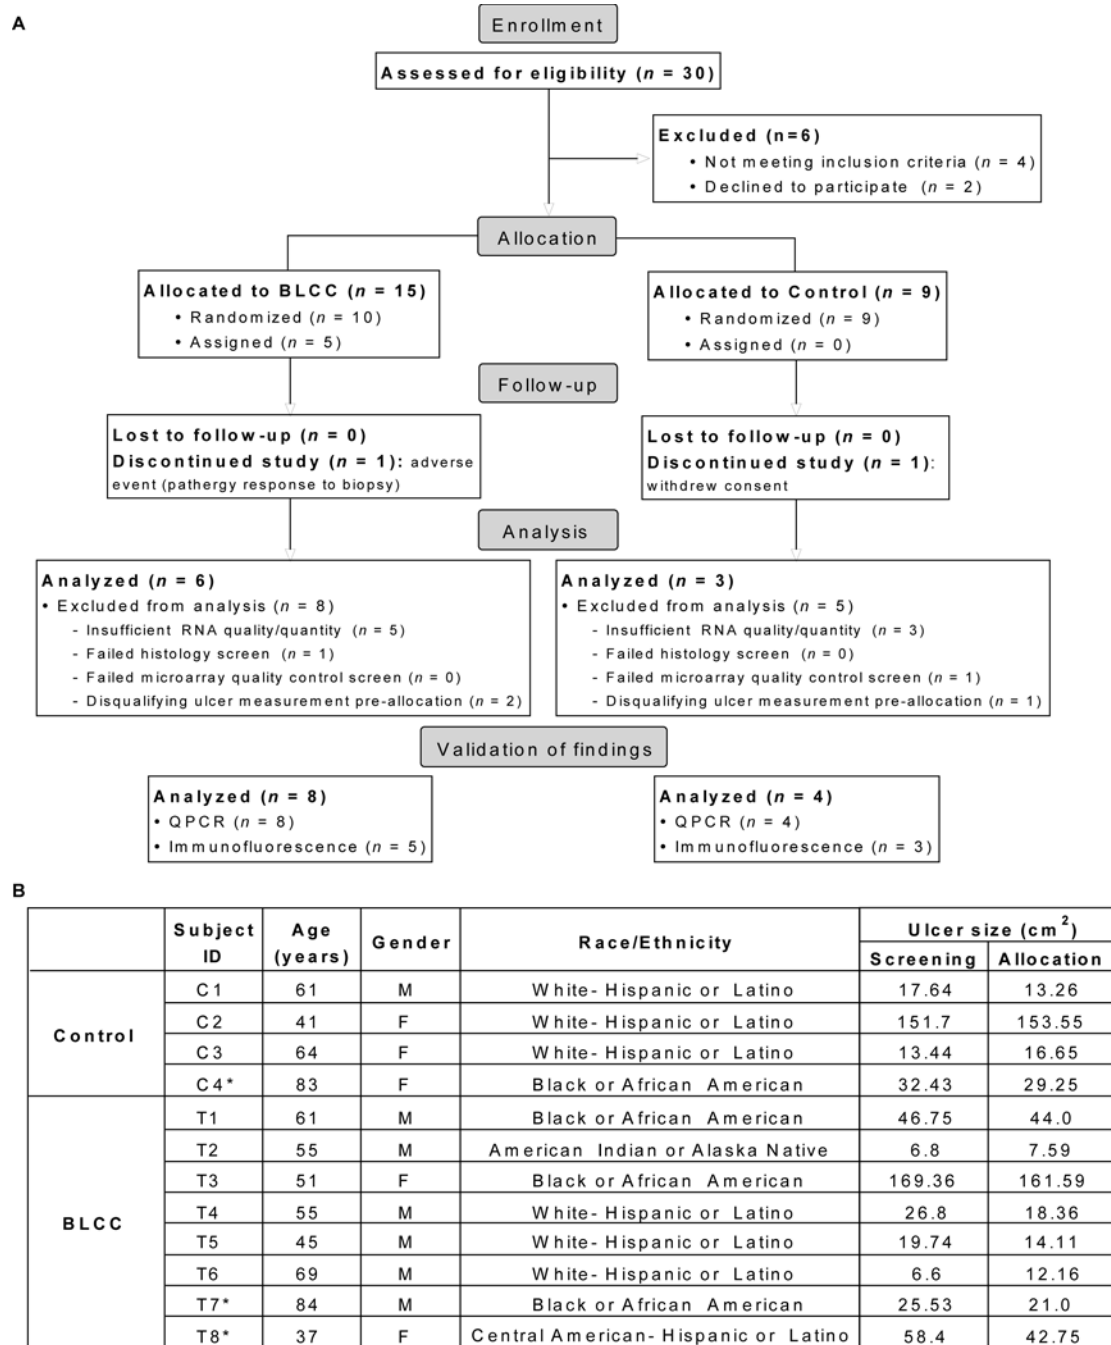 A
Enrollment
Assessed for eligibility (n = 30)
Excluded (n=6)
• Not meeting inclusion criteria (n = 4)
• Declined to participate (n = 2)
Allocation
Allocated to BLCC (n = 15)
• Randomized (n = 10)
• Assigned (n = 5)
Allocated to Control (n = 9)
• Randomized (n = 9)
• Assigned (n = 0)
Follow-up
Lost to follow-up (n = 0)
Discontinued study (n = 1): adverse
event (pathergy response to biopsy)
Lost to follow-up (n = 0)
Discontinued study (n = 1):
withdrew consent
Analysis
Analyzed (n = 6)
• Excluded from analysis (n = 8)
- Insufficient RNA quality/quantity (n = 5)
- Failed histology screen (n = 1)
- Failed microarray quality control screen (n = 0)
- Disqualifying ulcer measurement pre-allocation (n = 2)
Analyzed (n = 3)
• Excluded from analysis (n = 5)
- Insufficient RNA quality/quantity (n = 3)
- Failed histology screen (n = 0)
- Failed microarray quality control screen (n = 1)
- Disqualifying ulcer measurement pre-allocation (n = 1)
Validation of findings
Analyzed (n = 8)
• QPCR (n = 8)
• Immunofluorescence (n = 5)
Analyzed (n = 4)
• QPCR (n = 4)
• Immunofluorescence (n = 3)
B
Subject ID Age (years) Gender Race/Ethnicity Ulcer size (cm²)
Screening Allocation
Control
C1 61 M White-Hispanic or Latino 17.64 13.26
C2 41 F White-Hispanic or Latino 151.7 153.55
C3 64 F White-Hispanic or Latino 13.44 16.65
C4* 83 F Black or African American 32.43 29.25
BLCC
T1 61 M Black or African American 46.75 44.0
T2 55 M American Indian or Alaska Native 6.8 7.59
T3 51 F Black or African American 169.36 161.59
T4 55 M White-Hispanic or Latino 26.8 18.36
T5 45 M White-Hispanic or Latino 19.74 14.11
T6 69 M White-Hispanic or Latino 6.6 12.16
T7* 84 M Black or African American 25.53 21.0
T8* 37 F Central American-Hispanic or Latino 58.4 42.75